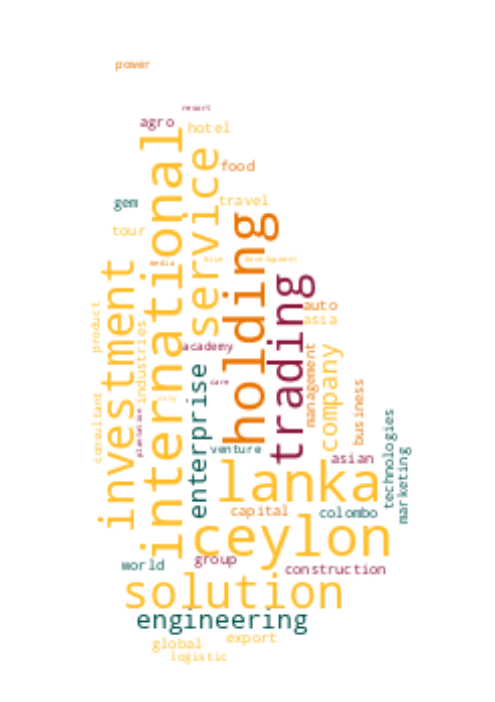 power
resort
agro
hotel
food
gem
travel
tour
international
service
holding
media
blue
development
investment
trading
product
industries
auto
asia
academy
management
company
care
city
consultant
plantation
enterprise
business
venture
asian
technologies
marketing
lanka
capital
colombo
ceylon
world
group
construction
solution
engineering
global
export
logistic